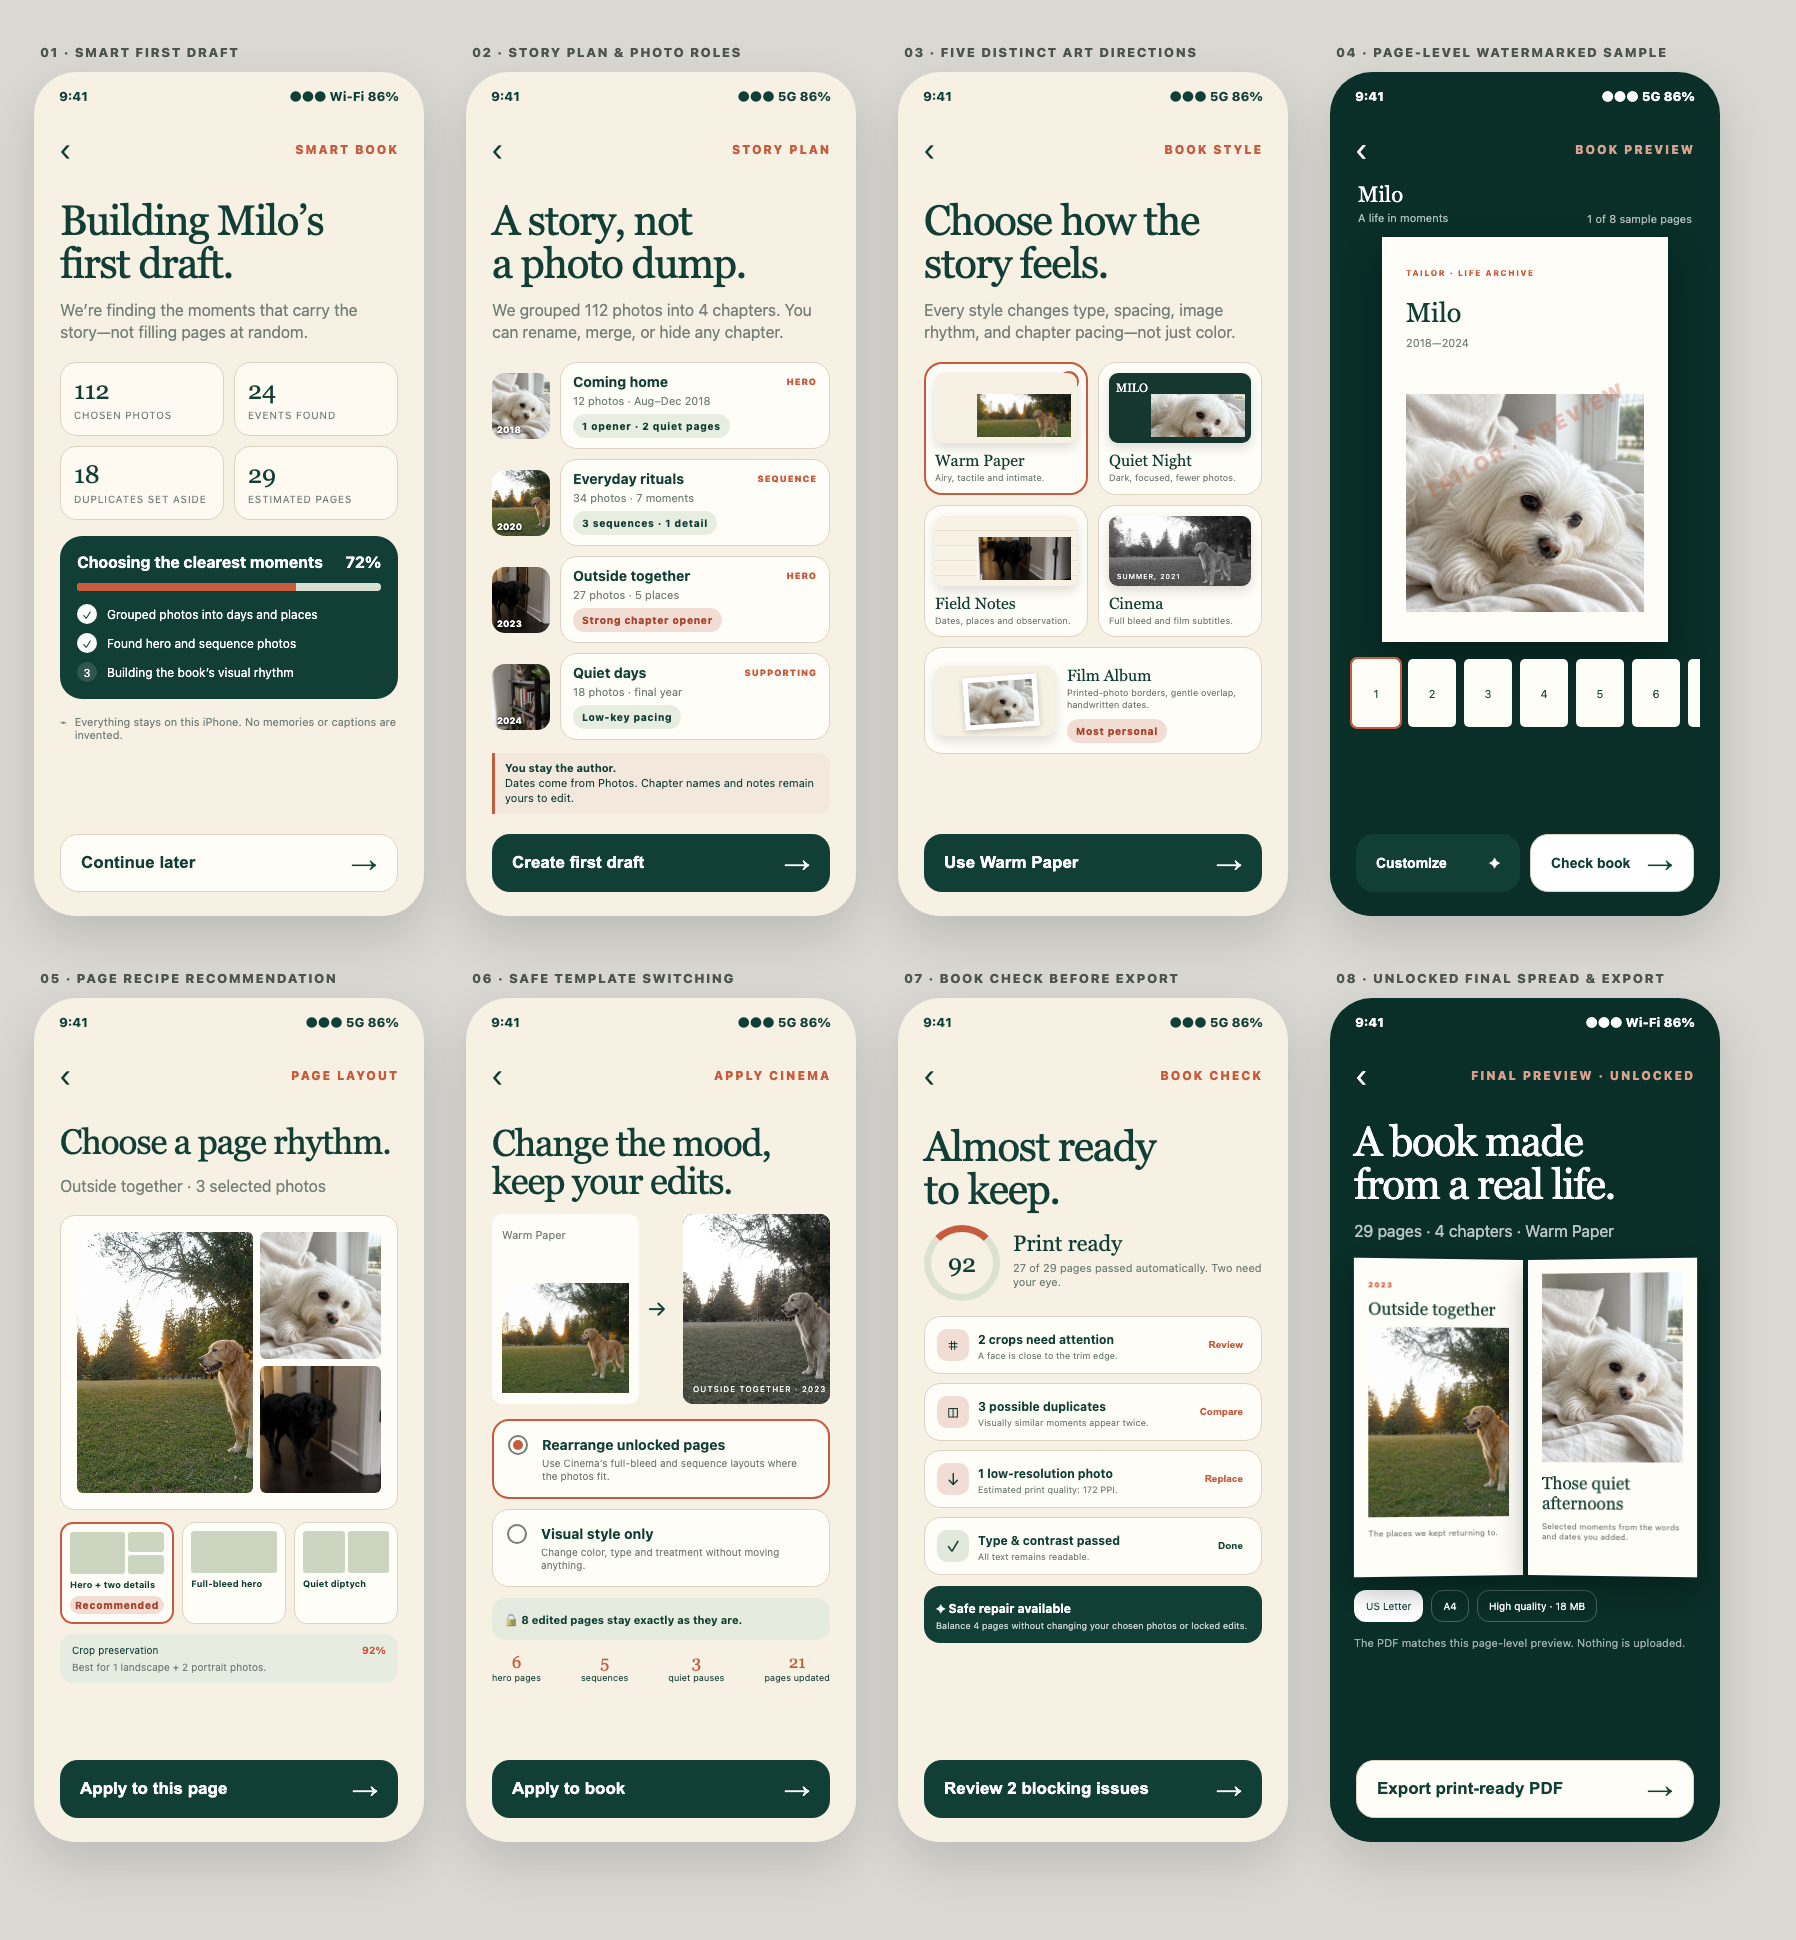 01 · SMART FIRST DRAFT
9:41
Wi-Fi 86%
SMART BOOK
Building Milo’s
first draft.
We’re finding the moments that carry the
story—not filling pages at random.
112
CHOSEN PHOTOS
24
EVENTS FOUND
18
DUPLICATES SET ASIDE
29
ESTIMATED PAGES
Choosing the clearest moments 72%
Grouped photos into days and places
Found hero and sequence photos
3 Building the book’s visual rhythm
Everything stays on this iPhone. No memories or captions are
invented.
Continue later →
02 · STORY PLAN & PHOTO ROLES
9:41
5G 86%
STORY PLAN
A story, not
a photo dump.
We grouped 112 photos into 4 chapters. You
can rename, merge, or hide any chapter.
2018
Coming home HERO
12 photos · Aug–Dec 2018
1 opener · 2 quiet pages
2020
Everyday rituals SEQUENCE
34 photos · 7 moments
3 sequences · 1 detail
2023
Outside together HERO
27 photos · 5 places
Strong chapter opener
2024
Quiet days SUPPORTING
18 photos · final year
Low-key pacing
You stay the author.
Dates come from Photos. Chapter names and notes remain
yours to edit.
Create first draft →
03 · FIVE DISTINCT ART DIRECTIONS
9:41
5G 86%
BOOK STYLE
Choose how the
story feels.
Every style changes type, spacing, image
rhythm, and chapter pacing—not just color.
Warm Paper
Airy, tactile and intimate.
MILO
Quiet Night
Dark, focused, fewer photos.
Field Notes
Dates, places and observation.
SUMMER, 2021
Cinema
Full bleed and film subtitles.
Film Album
Printed-photo borders, gentle overlap,
handwritten dates.
Most personal
Use Warm Paper →
04 · PAGE-LEVEL WATERMARKED SAMPLE
9:41
5G 86%
BOOK PREVIEW
Milo
A life in moments
1 of 8 sample pages
TAILOR · LIFE ARCHIVE
Milo
2018—2024
TAILOR · PREVIEW
1 2 3 4 5 6
Customize ✦
Check book →
05 · PAGE RECIPE RECOMMENDATION
9:41
5G 86%
PAGE LAYOUT
Choose a page rhythm.
Outside together · 3 selected photos
Hero + two details
Recommended
Full-bleed hero
Quiet diptych
Crop preservation 92%
Best for 1 landscape + 2 portrait photos.
Apply to this page →
06 · SAFE TEMPLATE SWITCHING
9:41
5G 86%
APPLY CINEMA
Change the mood,
keep your edits.
Warm Paper
→
OUTSIDE TOGETHER · 2023
Rearrange unlocked pages
Use Cinema’s full-bleed and sequence layouts where
the photos fit.
Visual style only
Change color, type and treatment without moving
anything.
🔒 8 edited pages stay exactly as they are.
6
hero pages
5
sequences
3
quiet pauses
21
pages updated
Apply to book →
07 · BOOK CHECK BEFORE EXPORT
9:41
5G 86%
BOOK CHECK
Almost ready
to keep.
92
Print ready
27 of 29 pages passed automatically. Two need
your eye.
2 crops need attention
A face is close to the trim edge.
Review
3 possible duplicates
Visually similar moments appear twice.
Compare
1 low-resolution photo
Estimated print quality: 172 PPI.
Replace
Type & contrast passed
All text remains readable.
Done
✦ Safe repair available
Balance 4 pages without changing your chosen photos or locked edits.
Review 2 blocking issues →
08 · UNLOCKED FINAL SPREAD & EXPORT
9:41
Wi-Fi 86%
FINAL PREVIEW · UNLOCKED
A book made
from a real life.
29 pages · 4 chapters · Warm Paper
2023
Outside together
The places we kept returning to.
Those quiet
afternoons
Selected moments from the words
and dates you added.
US Letter
A4
High quality · 18 MB
The PDF matches this page-level preview. Nothing is uploaded.
Export print-ready PDF →